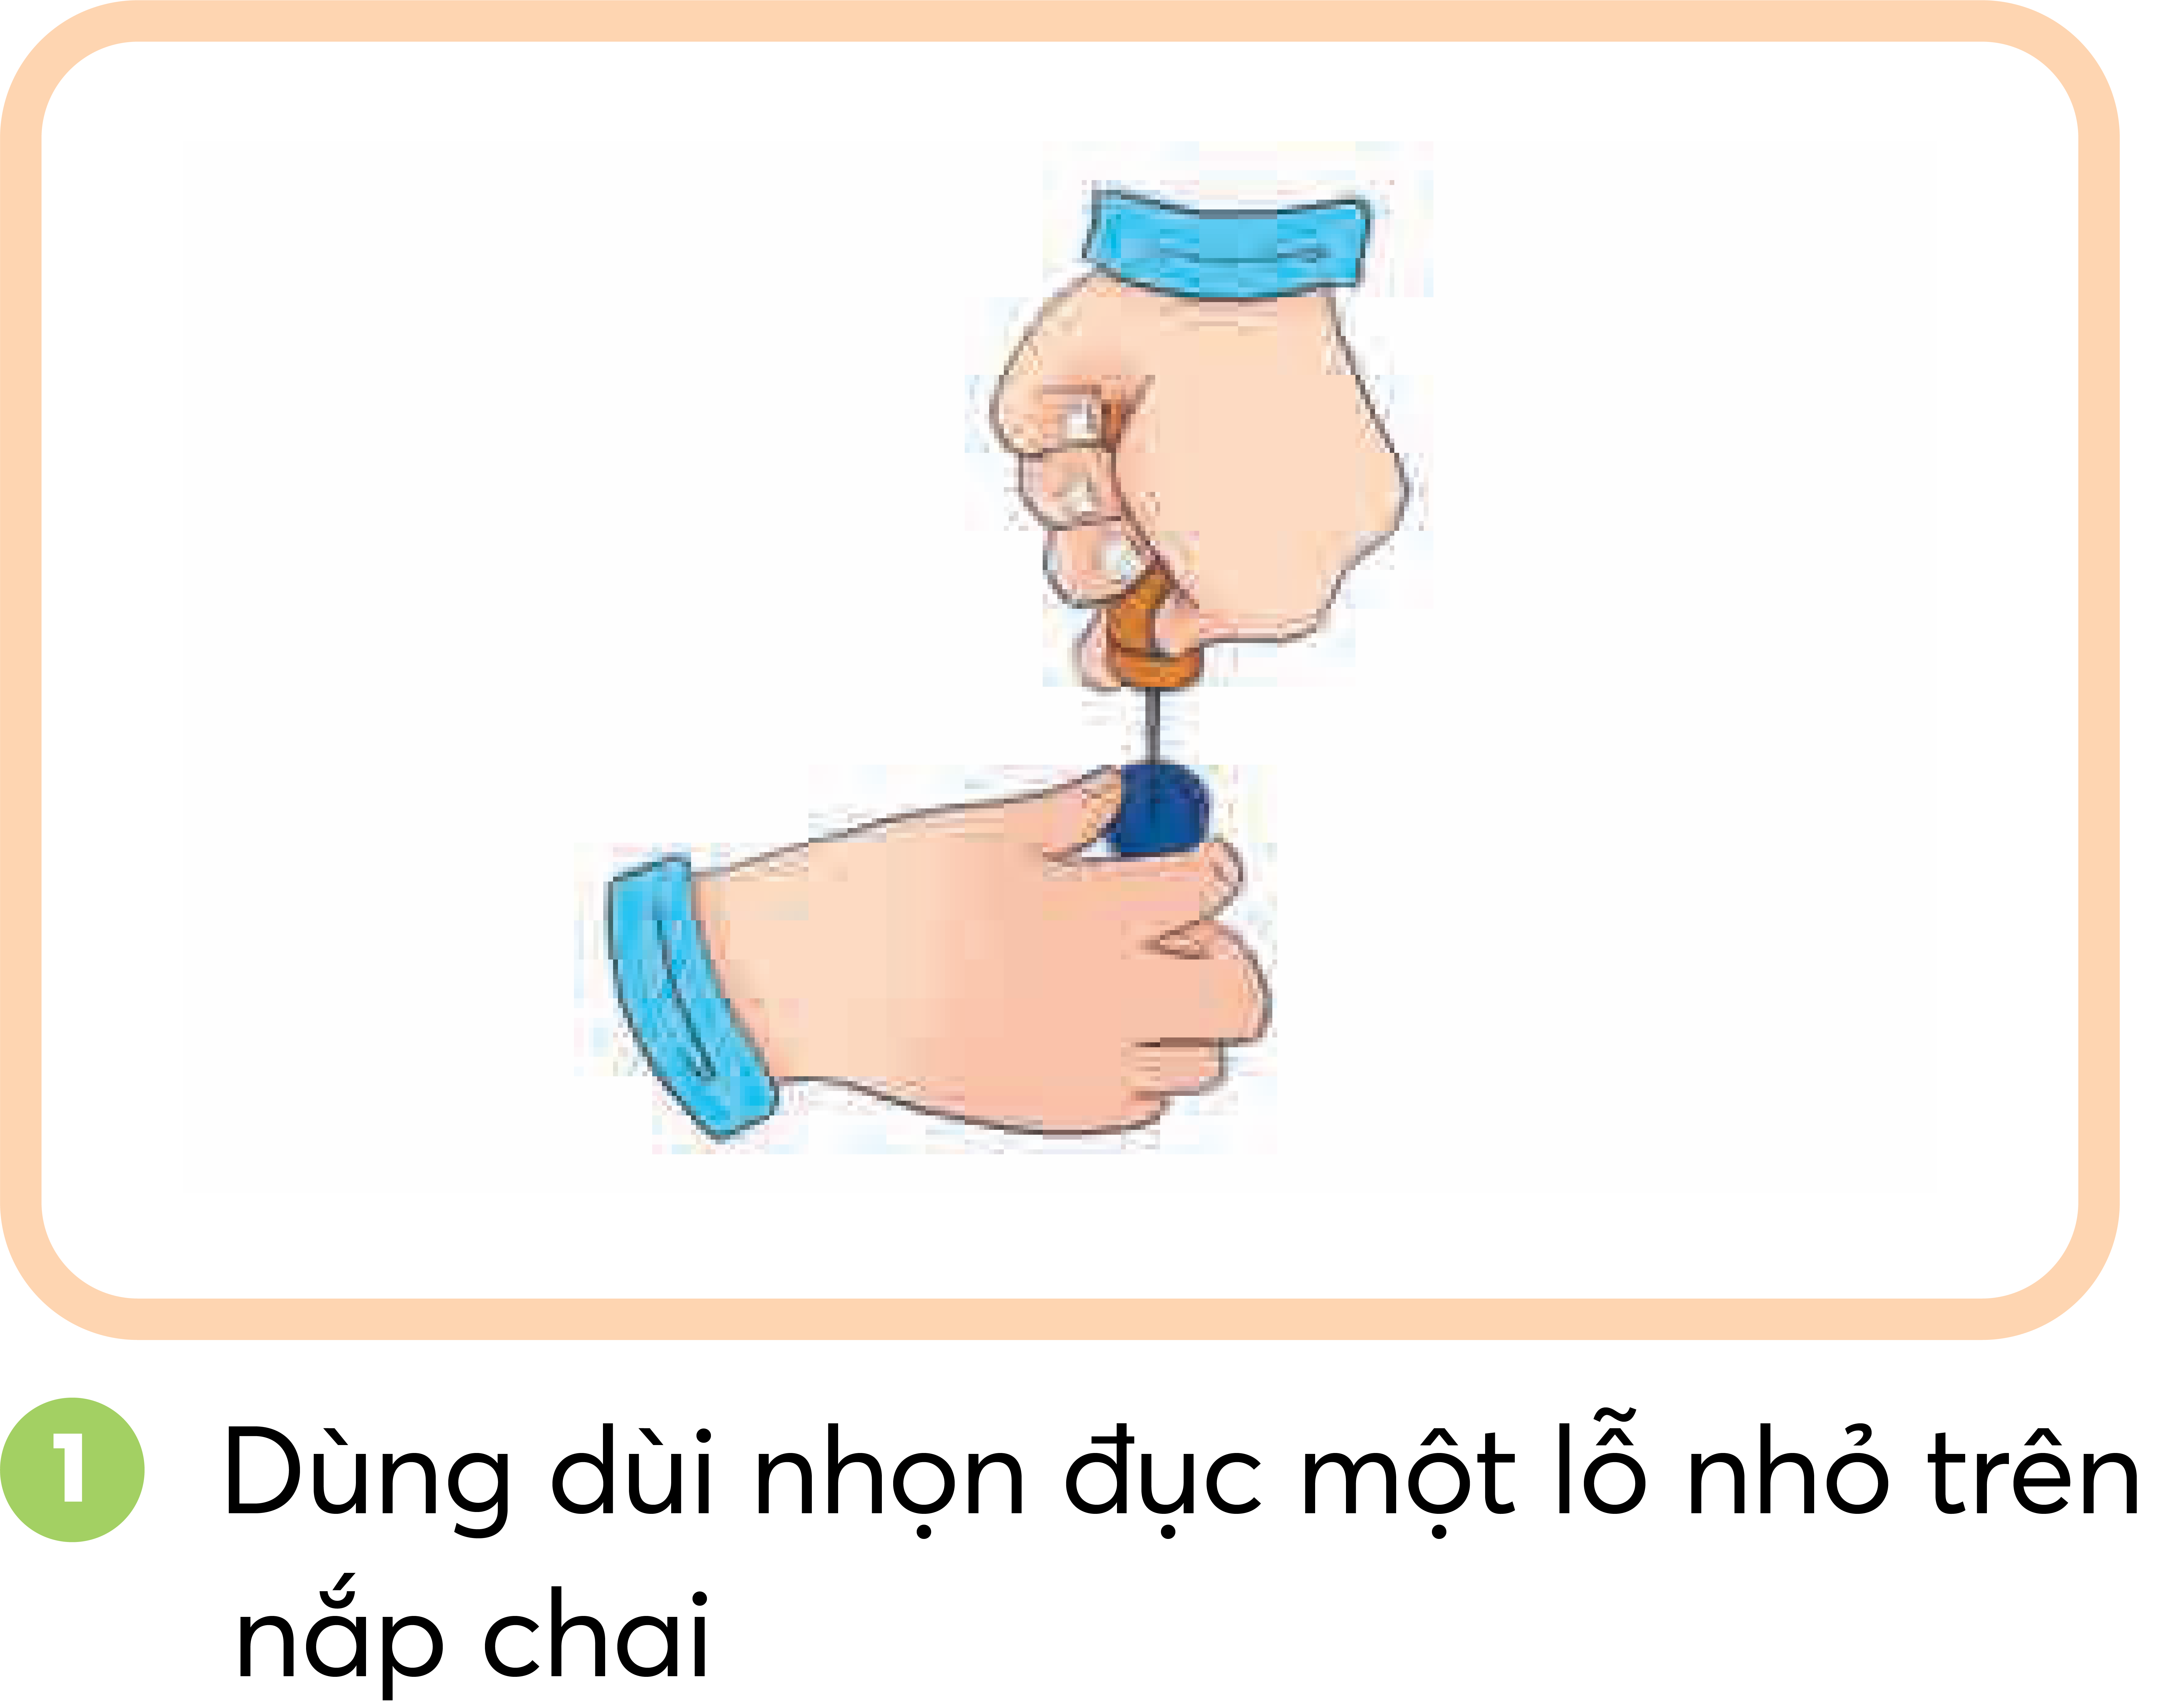 1 Dùng dùi nhọn đục một lỗ nhỏ trên
nắp chai